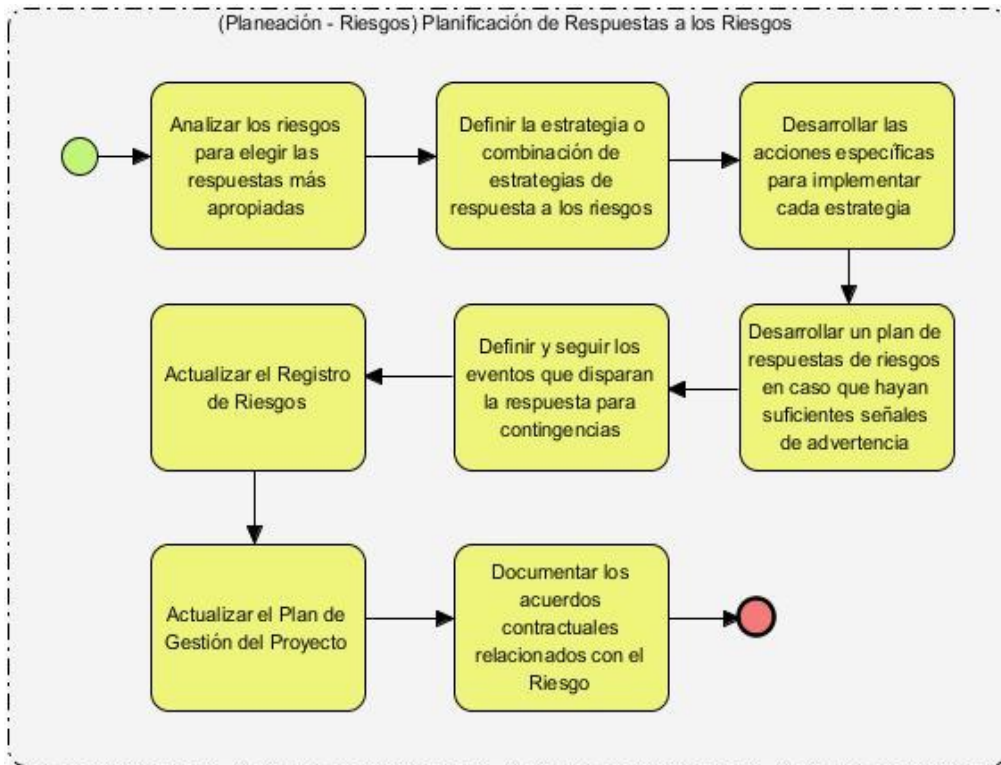 (Planeación - Riesgos) Planificación de Respuestas a los Riesgos
Analizar los riesgos
para elegir las
respuestas más
apropiadas
Definir la estrategia o
combinación de
estrategias de
respuesta a los riesgos
Desarrollar las
acciones específicas
para implementar
cada estrategia
Desarrollar un plan de
respuestas de riesgos
en caso que hayan
suficientes señales
de advertencia
Definir y seguir los
eventos que disparan
la respuesta para
contingencias
Actualizar el Registro
de Riesgos
Actualizar el Plan de
Gestión del Proyecto
Documentar los
acuerdos
contractuales
relacionados con el
Riesgo